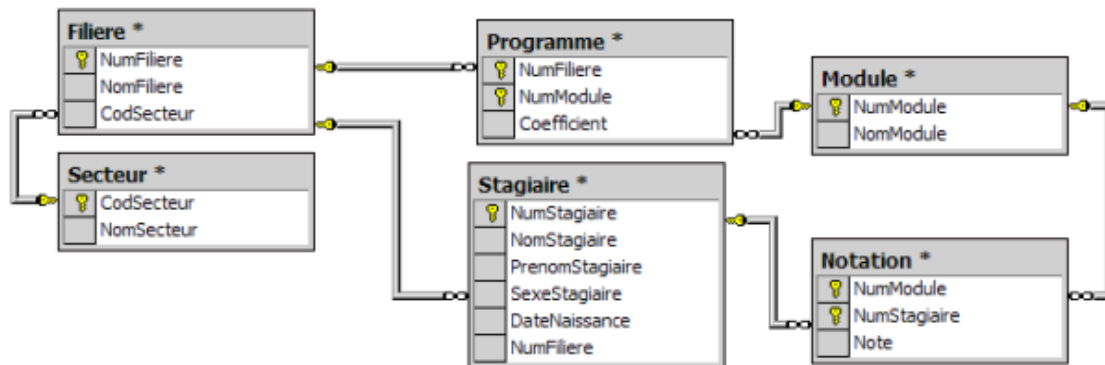 Filiere *
NumFiliere
NomFiliere
CodSecteur
Secteur *
CodSecteur
NomSecteur
Programme *
NumFiliere
NumModule
Coefficient
Stagiaire *
NumStagiaire
NomStagiaire
PrenomStagiaire
SexeStagiaire
DateNaissance
NumFiliere
Module *
NumModule
NomModule
Notation *
NumModule
NumStagiaire
Note